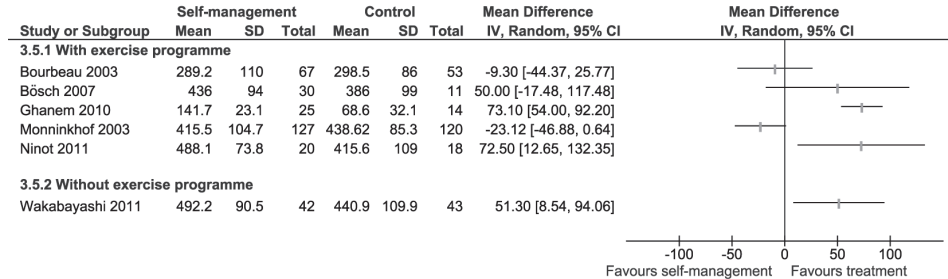 Self-management Control Mean Difference Mean Difference
Study or Subgroup Mean SD Total Mean SD Total IV, Random, 95% CI IV, Random, 95% CI
3.5.1 With exercise programme
Bourbeau 2003 289.2 110 67 298.5 86 53 -9.30 [-44.37, 25.77]
Bösch 2007 436 94 30 386 99 11 50.00 [-17.48, 117.48]
Ghanem 2010 141.7 23.1 25 68.6 32.1 14 73.10 [54.00, 92.20]
Monninkhof 2003 415.5 104.7 127 438.62 85.3 120 -23.12 [-46.88, 0.64]
Ninot 2011 488.1 73.8 20 415.6 109 18 72.50 [12.65, 132.35]
3.5.2 Without exercise programme
Wakabayashi 2011 492.2 90.5 42 440.9 109.9 43 51.30 [8.54, 94.06]
-100 -50 0 50 100
Favours self-management Favours treatment